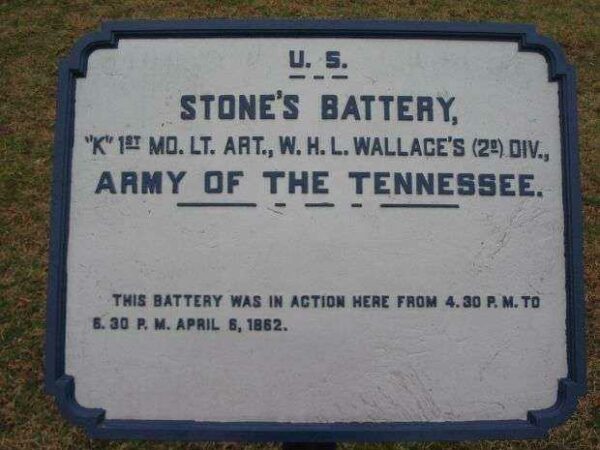 U. S.
STONE'S BATTERY,
"K" 1ST MO. LT. ART., W. H. L. WALLACE'S (2D) DIV.,
ARMY OF THE TENNESSEE.
THIS BATTERY WAS IN ACTION HERE FROM 4.30 P. M. TO
6.30 P. M. APRIL 6, 1862.